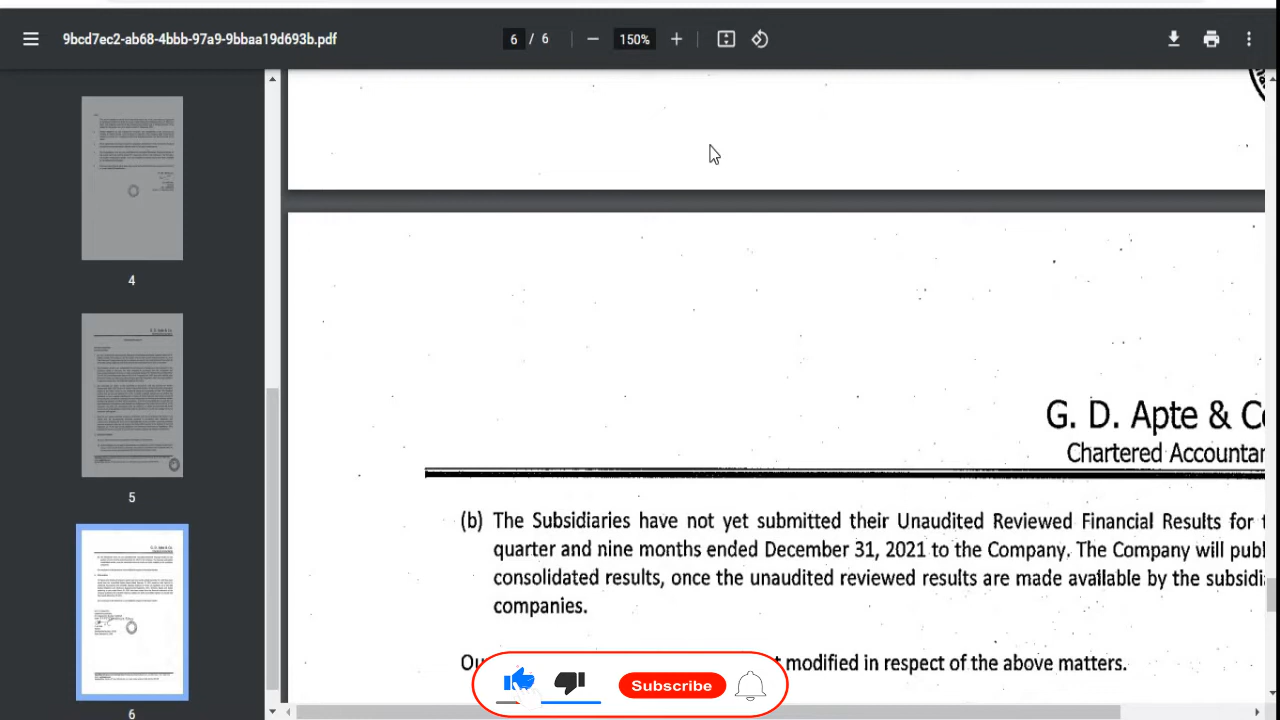 9bcd7ec2-ab68-4bbb-97a9-9bbaa19d693b.pdf
6 / 6
150%
4
5
6
G. D. Apte & C
Chartered Accountan
(b) The Subsidiaries have not yet submitted their Unaudited Reviewed Financial Results for t
quarter and nine months ended December 31, 2021 to the Company. The Company will publ
consolidated results, once the unaudited reviewed results are made available by the subsidi
companies.
Ou
modified in respect of the above matters.
Subscribe